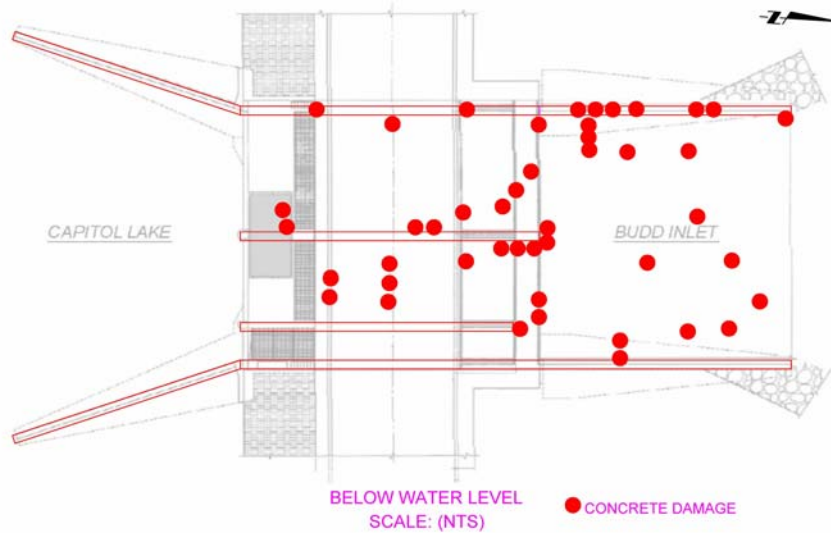 CAPITOL LAKE
BUDD INLET
BELOW WATER LEVEL
SCALE: (NTS)
CONCRETE DAMAGE